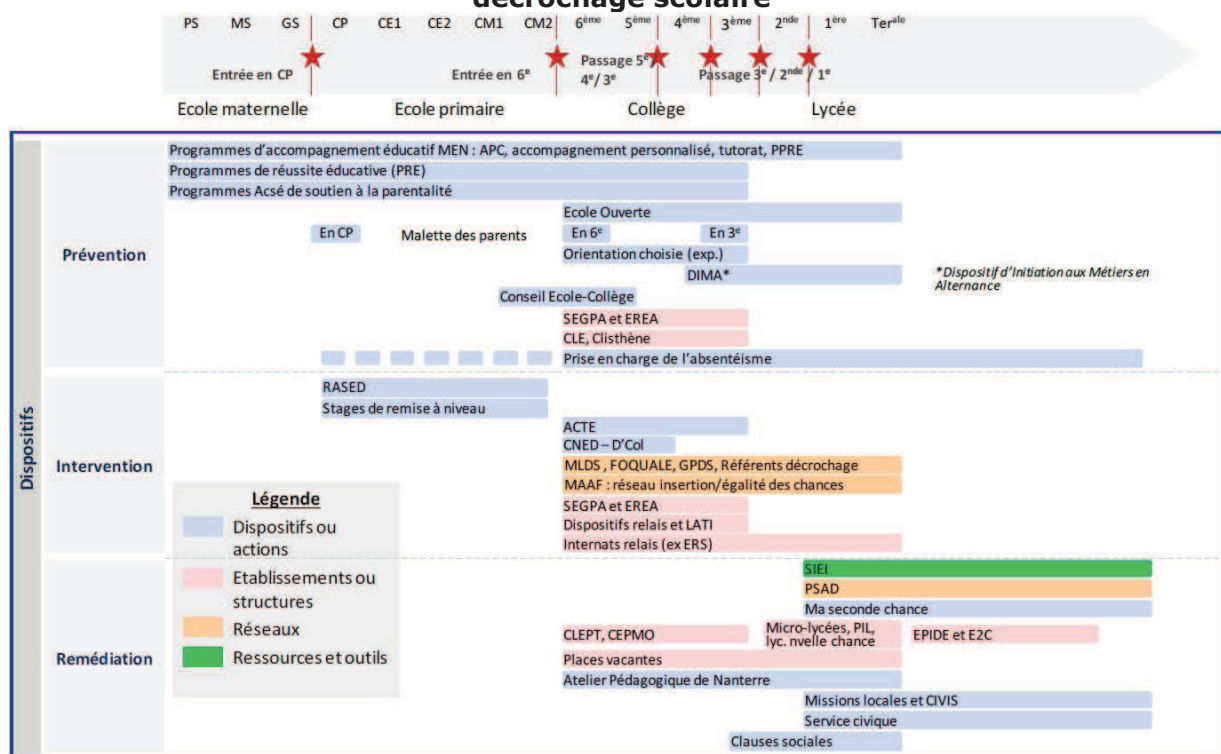 décrochage scolaire
PS MS GS CP CE1 CE2 CM1 CM2 6ème 5ème 4ème 3ème 2nde 1ère Terale
Entrée en CP
Entrée en 6e
Passage 5e/
4e/ 3e
Passage 3e / 2nde / 1e
Ecole maternelle Ecole primaire Collège Lycée
Dispositifs
Prévention
Programmes d'accompagnement éducatif MEN : APC, accompagnement personnalisé, tutorat, PPRE
Programmes de réussite éducative (PRE)
Programmes Acsé de soutien à la parentalité
Ecole Ouverte
En CP Malette des parents En 6e En 3e
Orientation choisie (exp.)
DIMA*
*Dispositif d'Initiation aux Métiers en
Alternance
Conseil Ecole-Collège
SEGPA et EREA
CLE, Clisthène
Prise en charge de l'absentéisme
Intervention
RASED
Stages de remise à niveau
ACTE
CNED – D'Col
MLDS , FOQUALE, GPDS, Référents décrochage
MAAF : réseau insertion/égalité des chances
SEGPA et EREA
Dispositifs relais et LATI
Internats relais (ex ERS)
Légende
Dispositifs ou
actions
Etablissements ou
structures
Réseaux
Ressources et outils
Remédiation
SIEI
PSAD
Ma seconde chance
CLEPT, CEPMO
Micro-lycées, PIL,
lyc. nvelle chance
EPIDE et E2C
Places vacantes
Atelier Pédagogique de Nanterre
Missions locales et CIVIS
Service civique
Clauses sociales